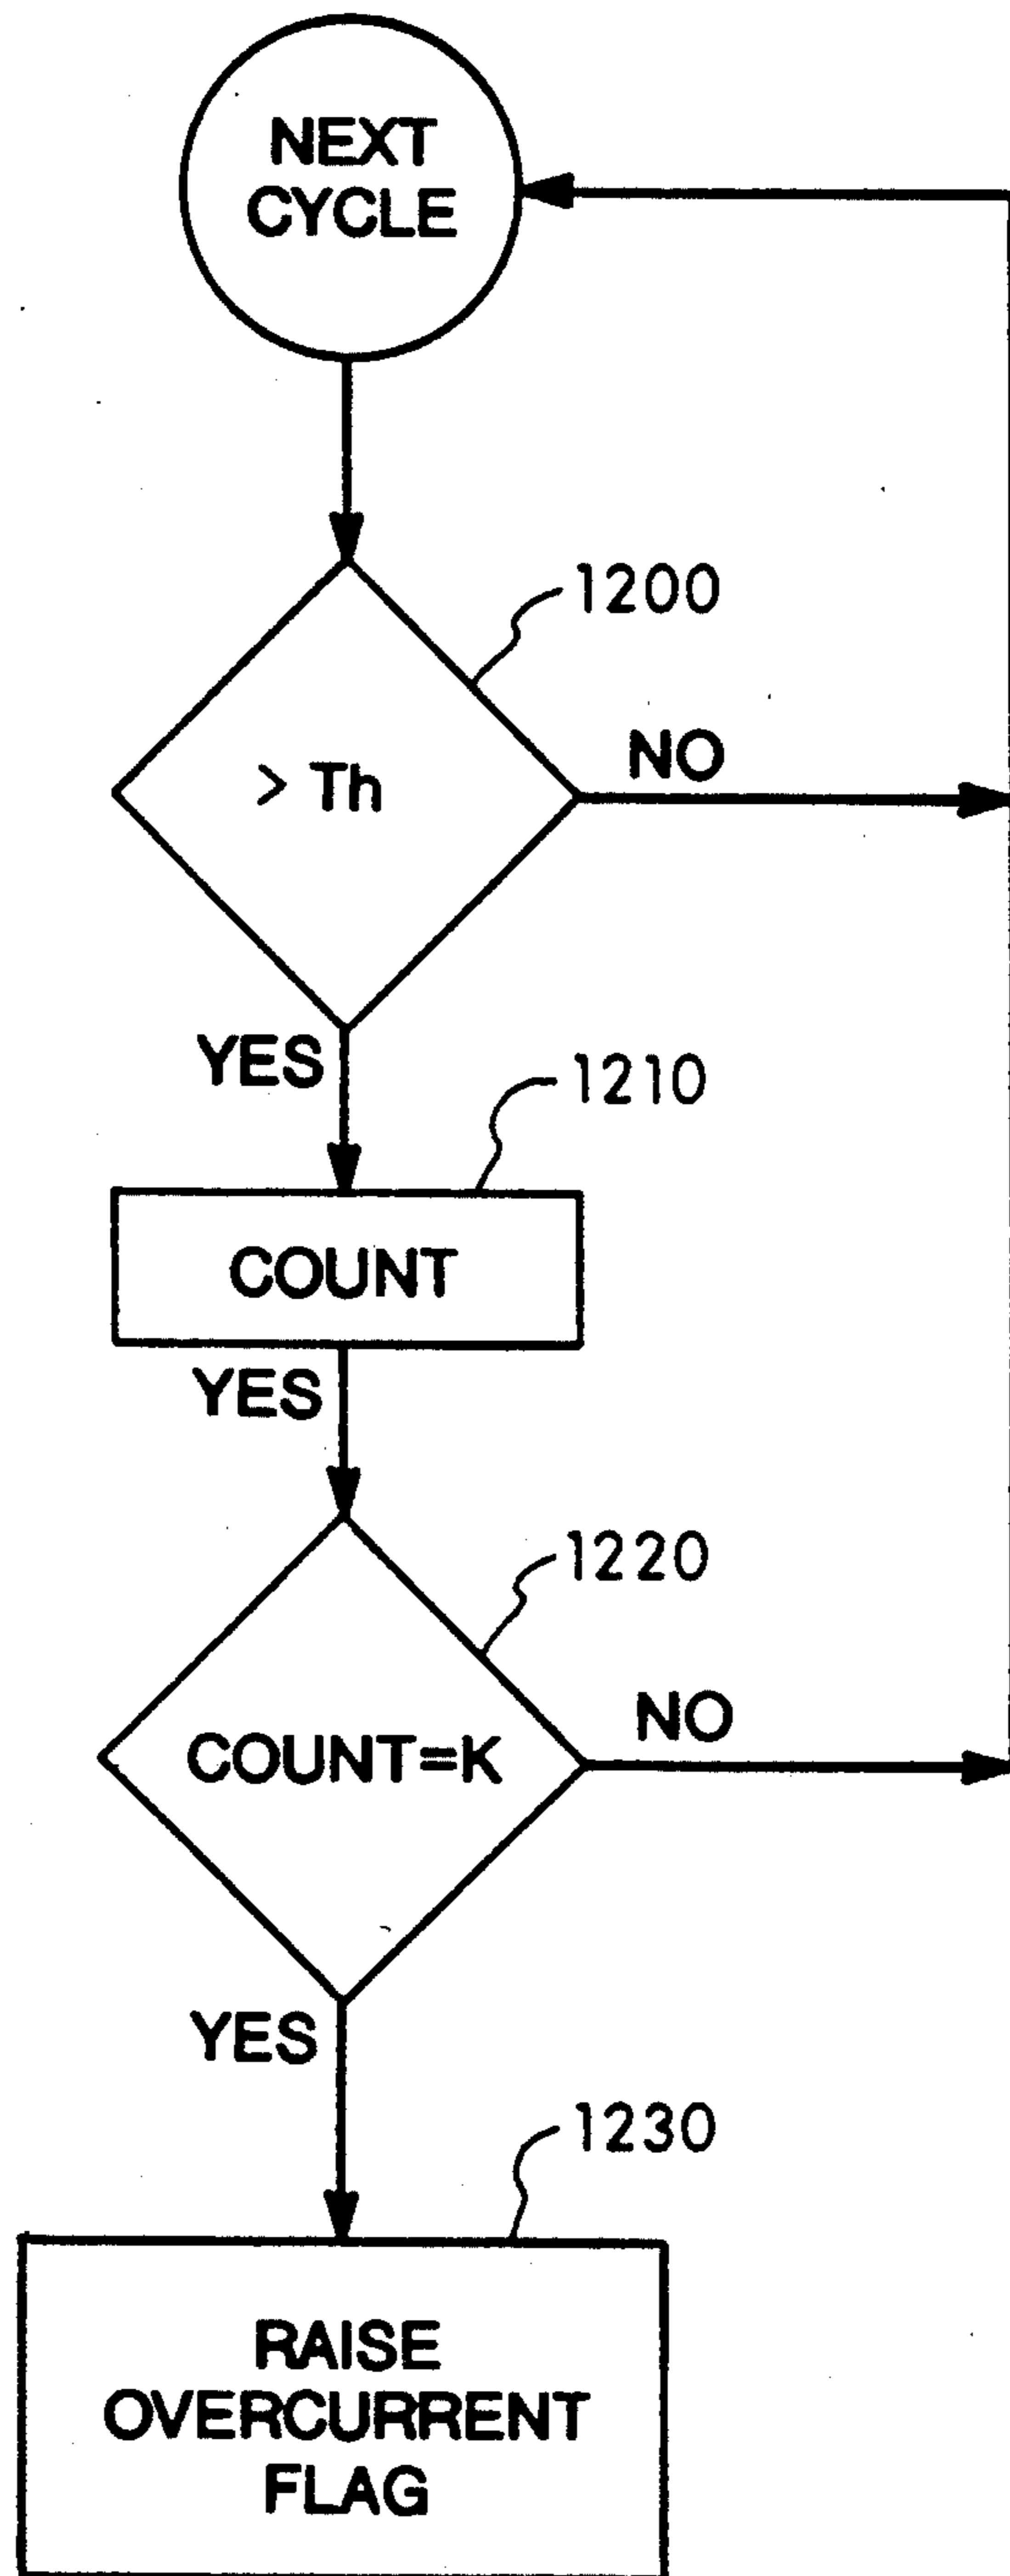 NEXT
CYCLE
1200
> Th
NO
YES
1210
COUNT
YES
1220
COUNT=K
NO
YES
1230
RAISE
OVERCURRENT
FLAG